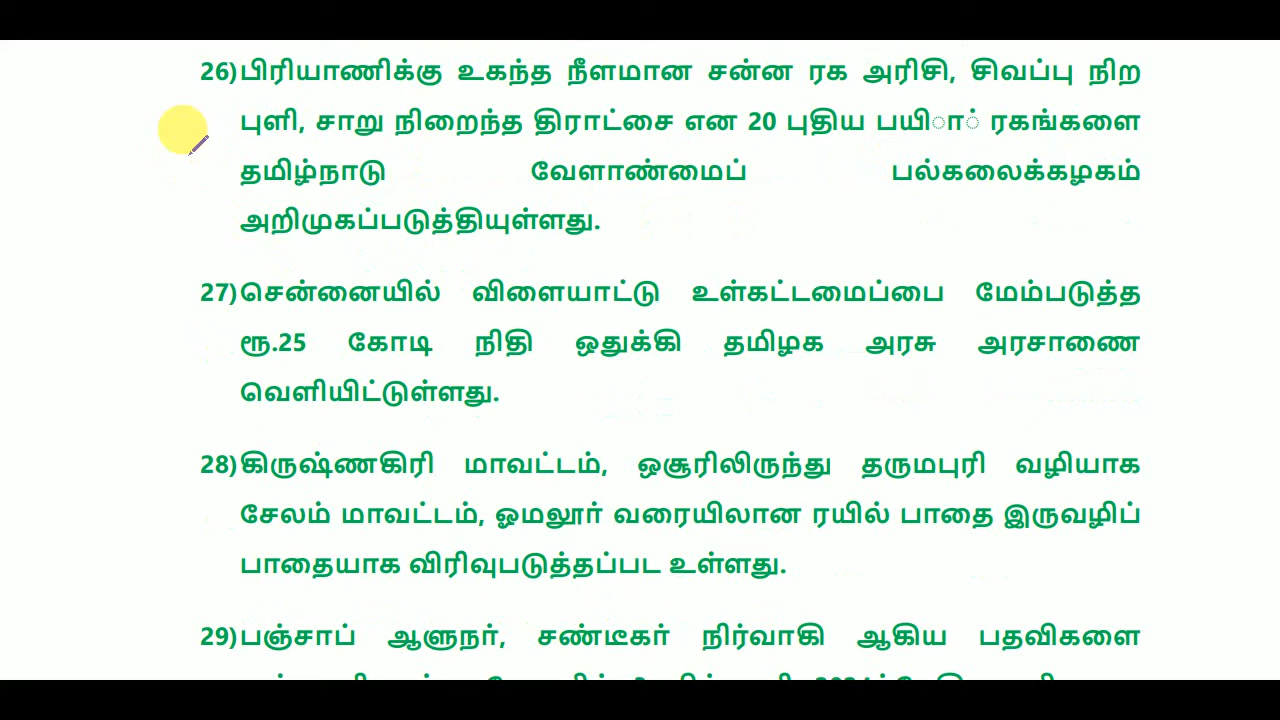 26)பிரியாணிக்கு உகந்த நீளமான சன்ன ரக அரிசி, சிவப்பு நிற
புளி, சாறு நிறைந்த திராட்சை என 20 புதிய பயிா் ரகங்களை
தமிழ்நாடு வேளாண்மைப் பல்கலைக்கழகம்
அறிமுகப்படுத்தியுள்ளது.
27)சென்னையில் விளையாட்டு உள்கட்டமைப்பை மேம்படுத்த
ரூ.25 கோடி நிதி ஒதுக்கி தமிழக அரசு அரசாணை
வெளியிட்டுள்ளது.
28)கிருஷ்ணகிரி மாவட்டம், ஒசூரிலிருந்து தருமபுரி வழியாக
சேலம் மாவட்டம், ஓமலூர் வரையிலான ரயில் பாதை இருவழிப்
பாதையாக விரிவுபடுத்தப்பட உள்ளது.
29)பஞ்சாப் ஆளுநர், சண்டீகர் நிர்வாகி ஆகிய பதவிகளை